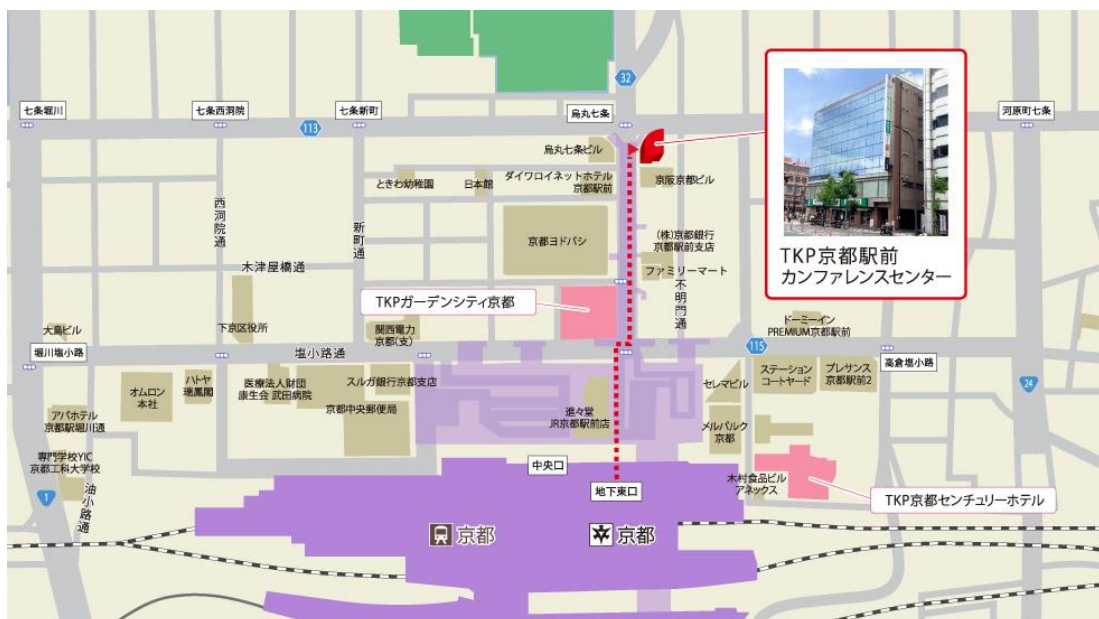 32
七条堀川
七条西洞院
七条新町
烏丸七条
河原町七条
113
烏丸七条ビル
ときわ幼稚園
日本館
ダイワロイネットホテル
京都駅前
京阪京都ビル
TKP京都駅前
カンファレンスセンター
西洞院通
新町通
京都ヨドバシ
(株)京都銀行
京都駅前支店
木津屋橋通
ファミリーマート
不明門通
TKPガーデンシティ京都
大島ビル
下京区役所
関西電力
京都(支)
ドーミーイン
PREMIUM京都駅前
堀川塩小路
塩小路通
115
高倉塩小路
オムロン
本社
ハトヤ
瑞鳳閣
医療法人財団
康生会 武田病院
スルガ銀行京都支店
京都中央郵便局
進々堂
JR京都駅前店
セレマビル
ステーション
コートヤード
プレサンス
京都駅前2
24
アパホテル
京都駅堀川通
メルパルク
京都
専門学校YIC
京都工科大学校
中央口
地下東口
木村食品ビル
アネックス
TKP京都センチュリーホテル
1
油小路通
京都
京都